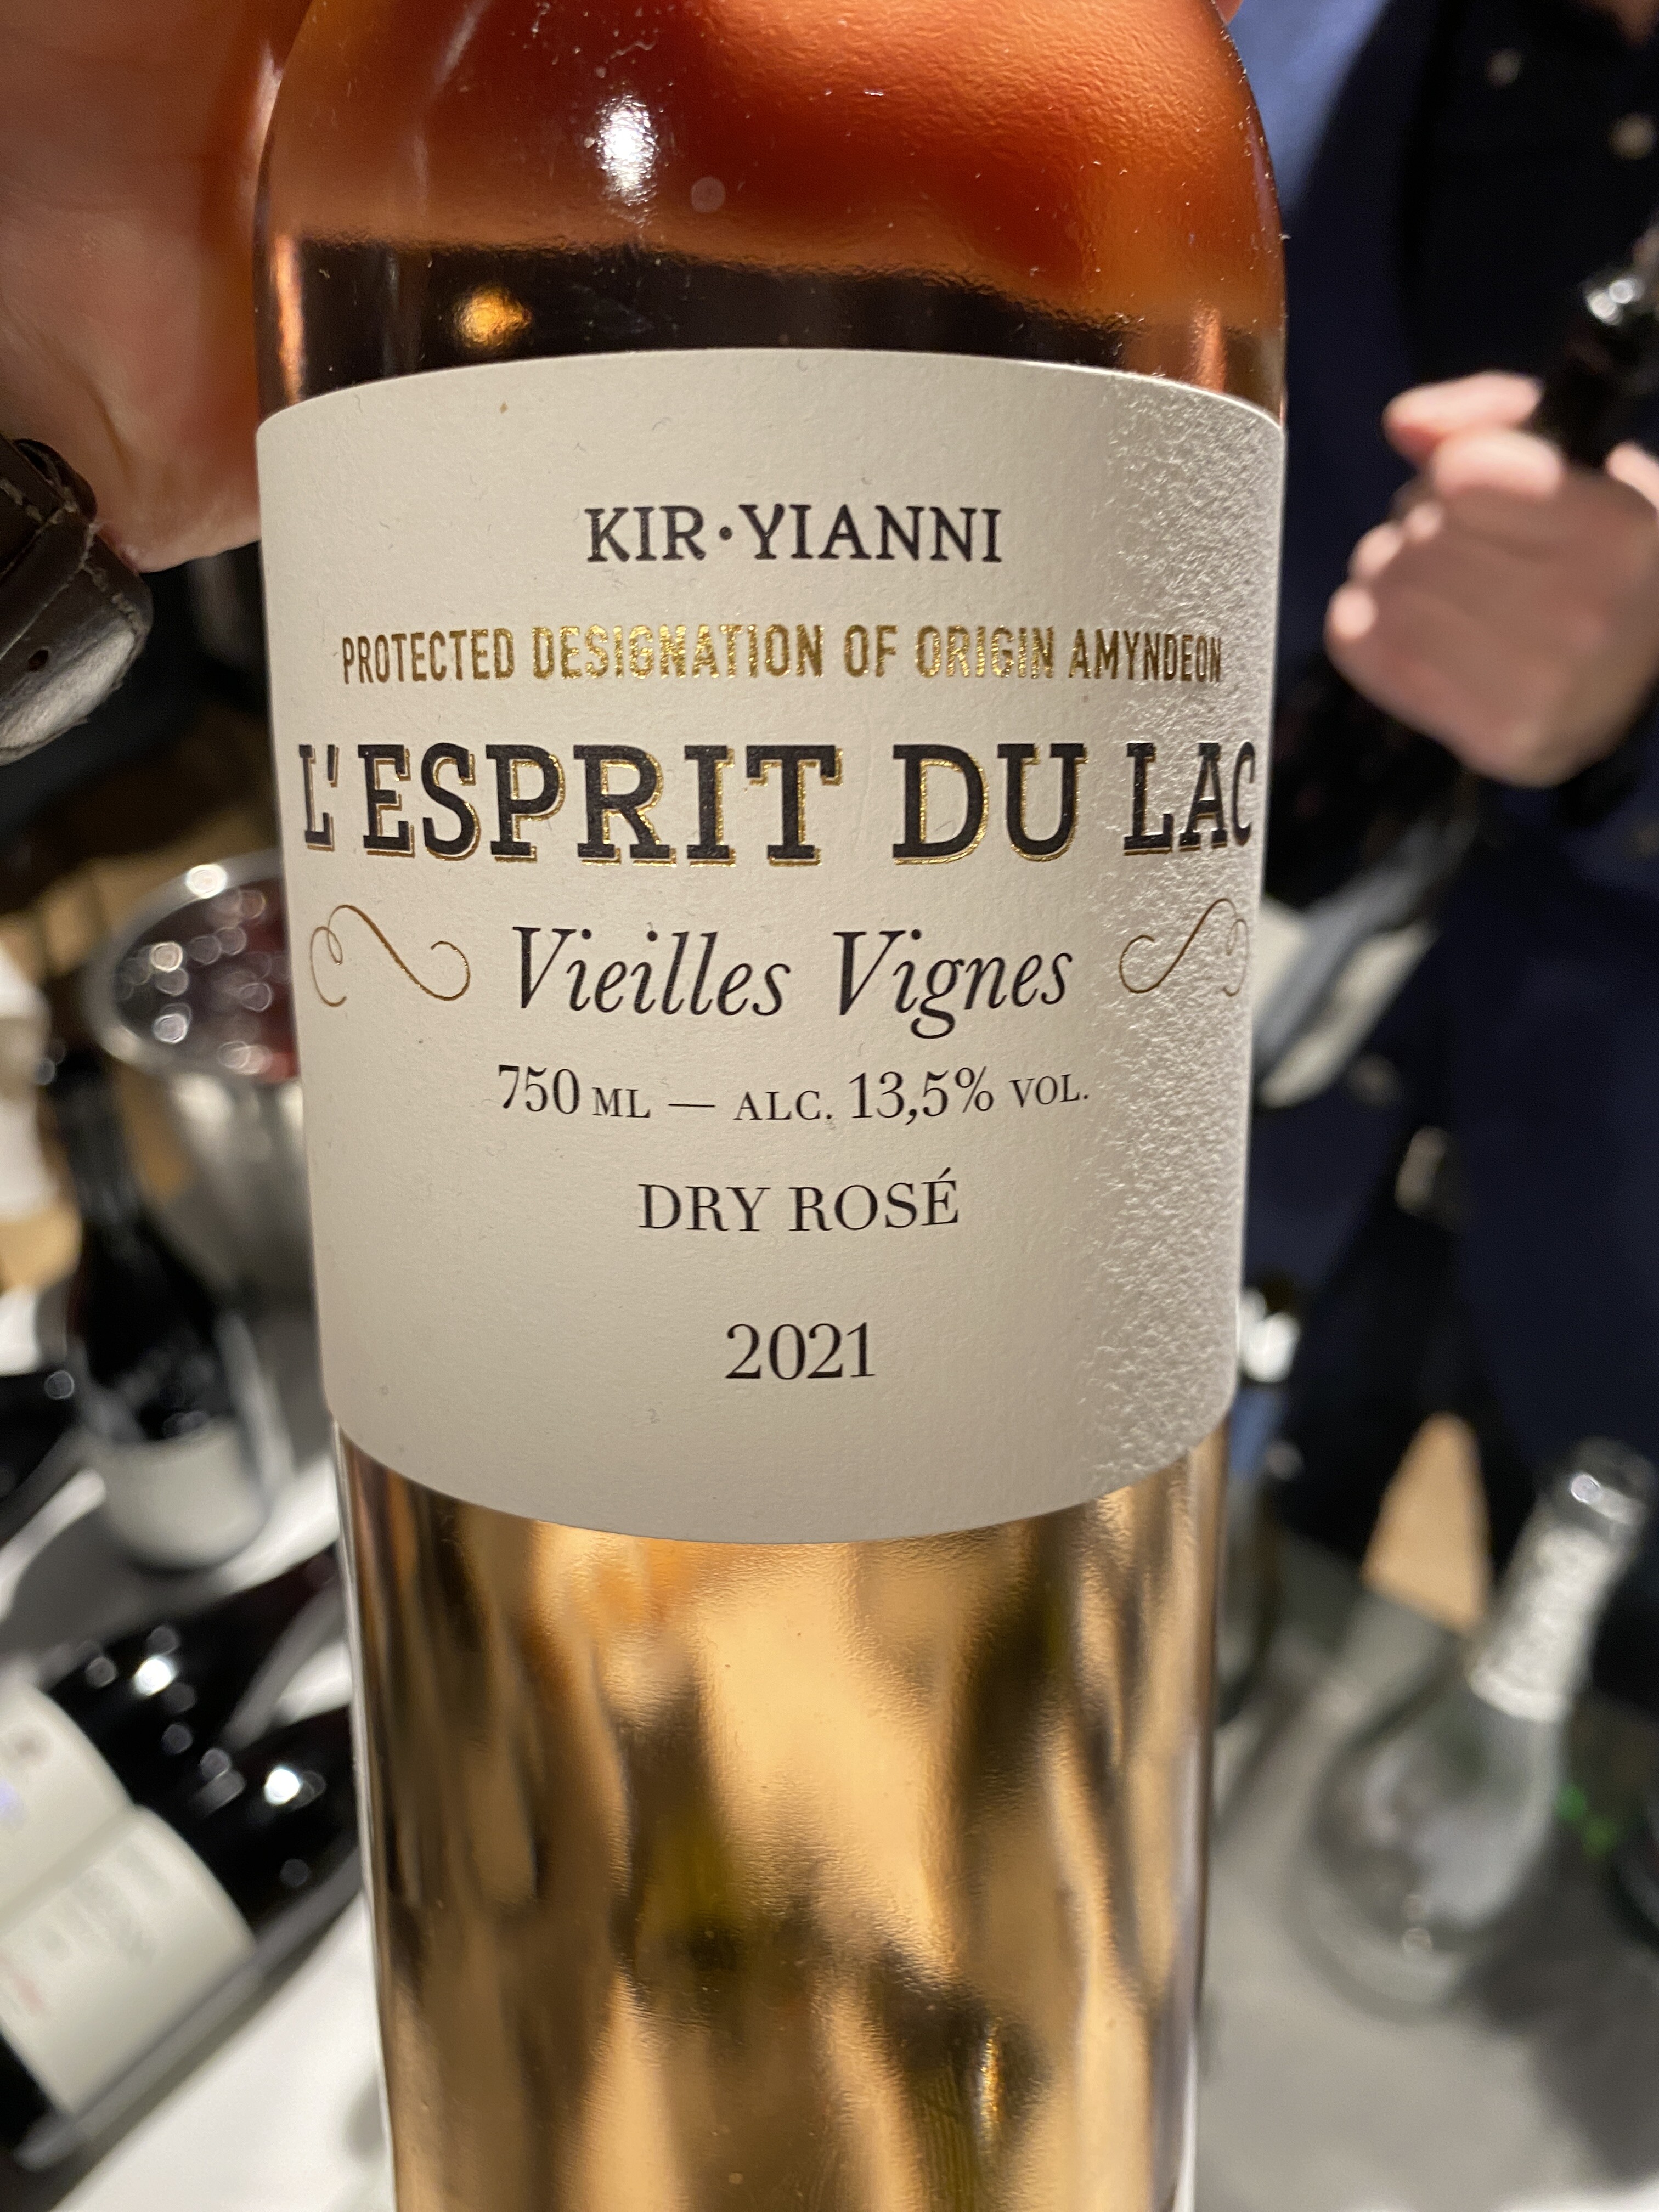 KIR·YIANNI
PROTECTED DESIGNATION OF ORIGIN AMYNDEON
L'ESPRIT DU LAC
Vieilles Vignes
750 ML — ALC. 13,5% VOL.
DRY ROSÉ
2021